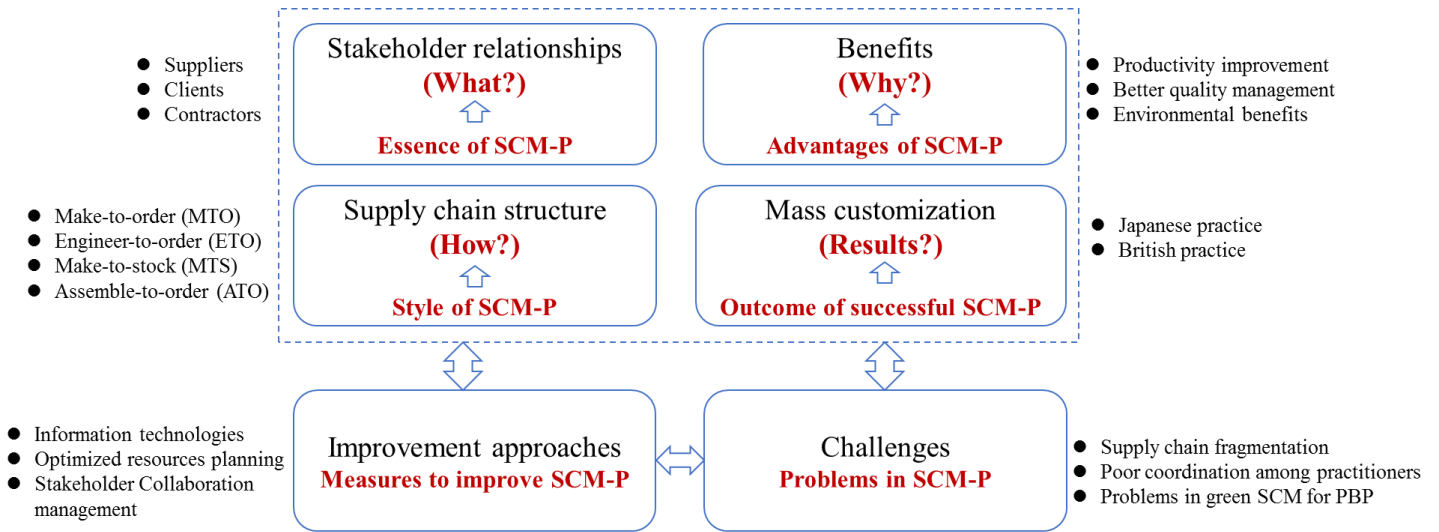 ● Suppliers
● Clients
● Contractors
Stakeholder relationships
(What?)
Essence of SCM-P
Benefits
(Why?)
Advantages of SCM-P
● Productivity improvement
● Better quality management
● Environmental benefits
● Make-to-order (MTO)
● Engineer-to-order (ETO)
● Make-to-stock (MTS)
● Assemble-to-order (ATO)
Supply chain structure
(How?)
Style of SCM-P
Mass customization
(Results?)
Outcome of successful SCM-P
● Japanese practice
● British practice
● Information technologies
● Optimized resources planning
● Stakeholder Collaboration
management
Improvement approaches
Measures to improve SCM-P
Challenges
Problems in SCM-P
● Supply chain fragmentation
● Poor coordination among practitioners
● Problems in green SCM for PBP